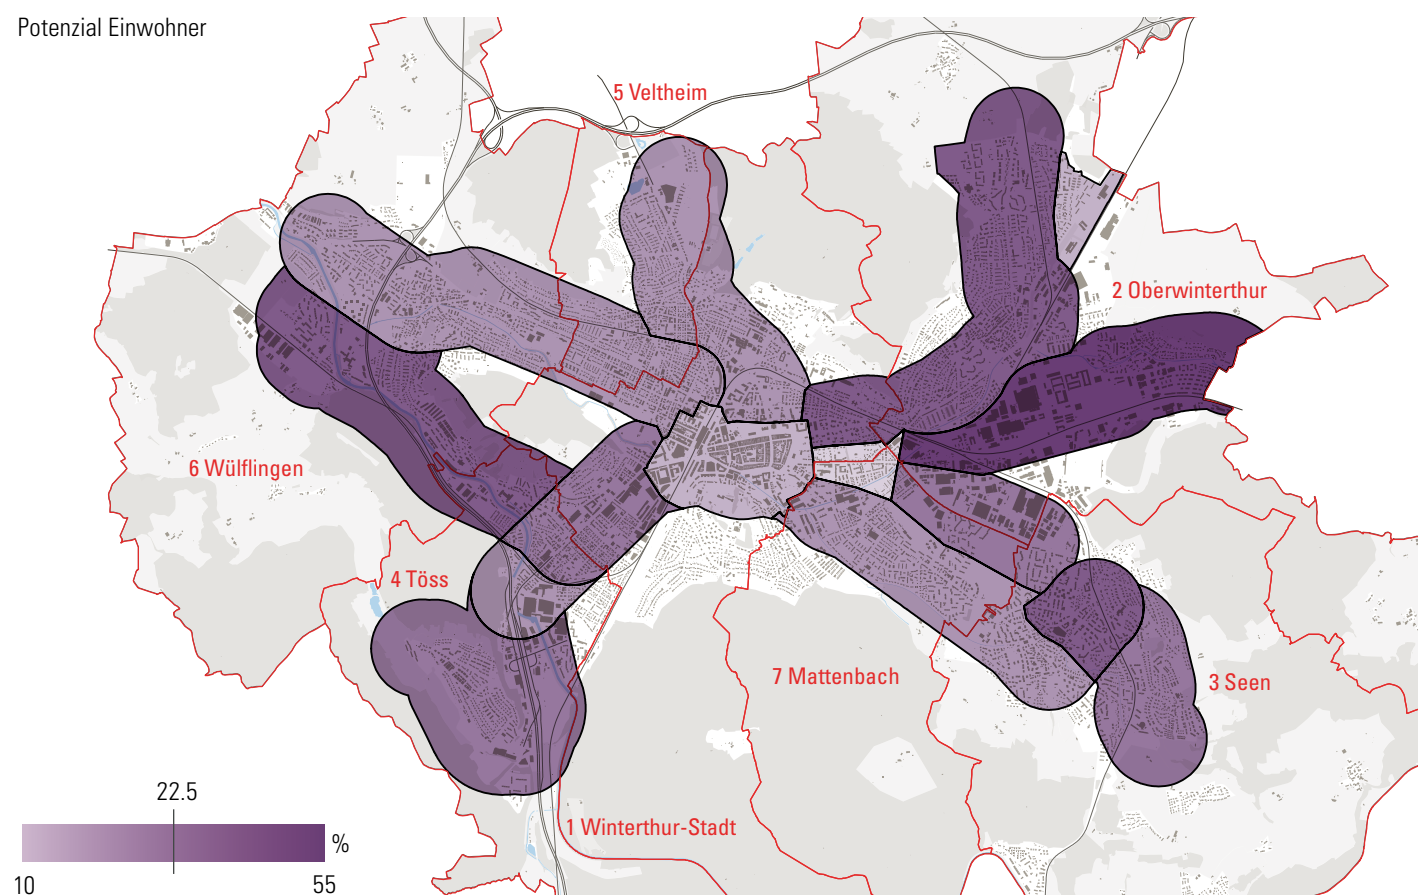 Potenzial Einwohner
5 Veltheim
2 Oberwinterthur
6 Wülflingen
4 Töss
7 Mattenbach
3 Seen
1 Winterthur-Stadt
22.5
%
10
55